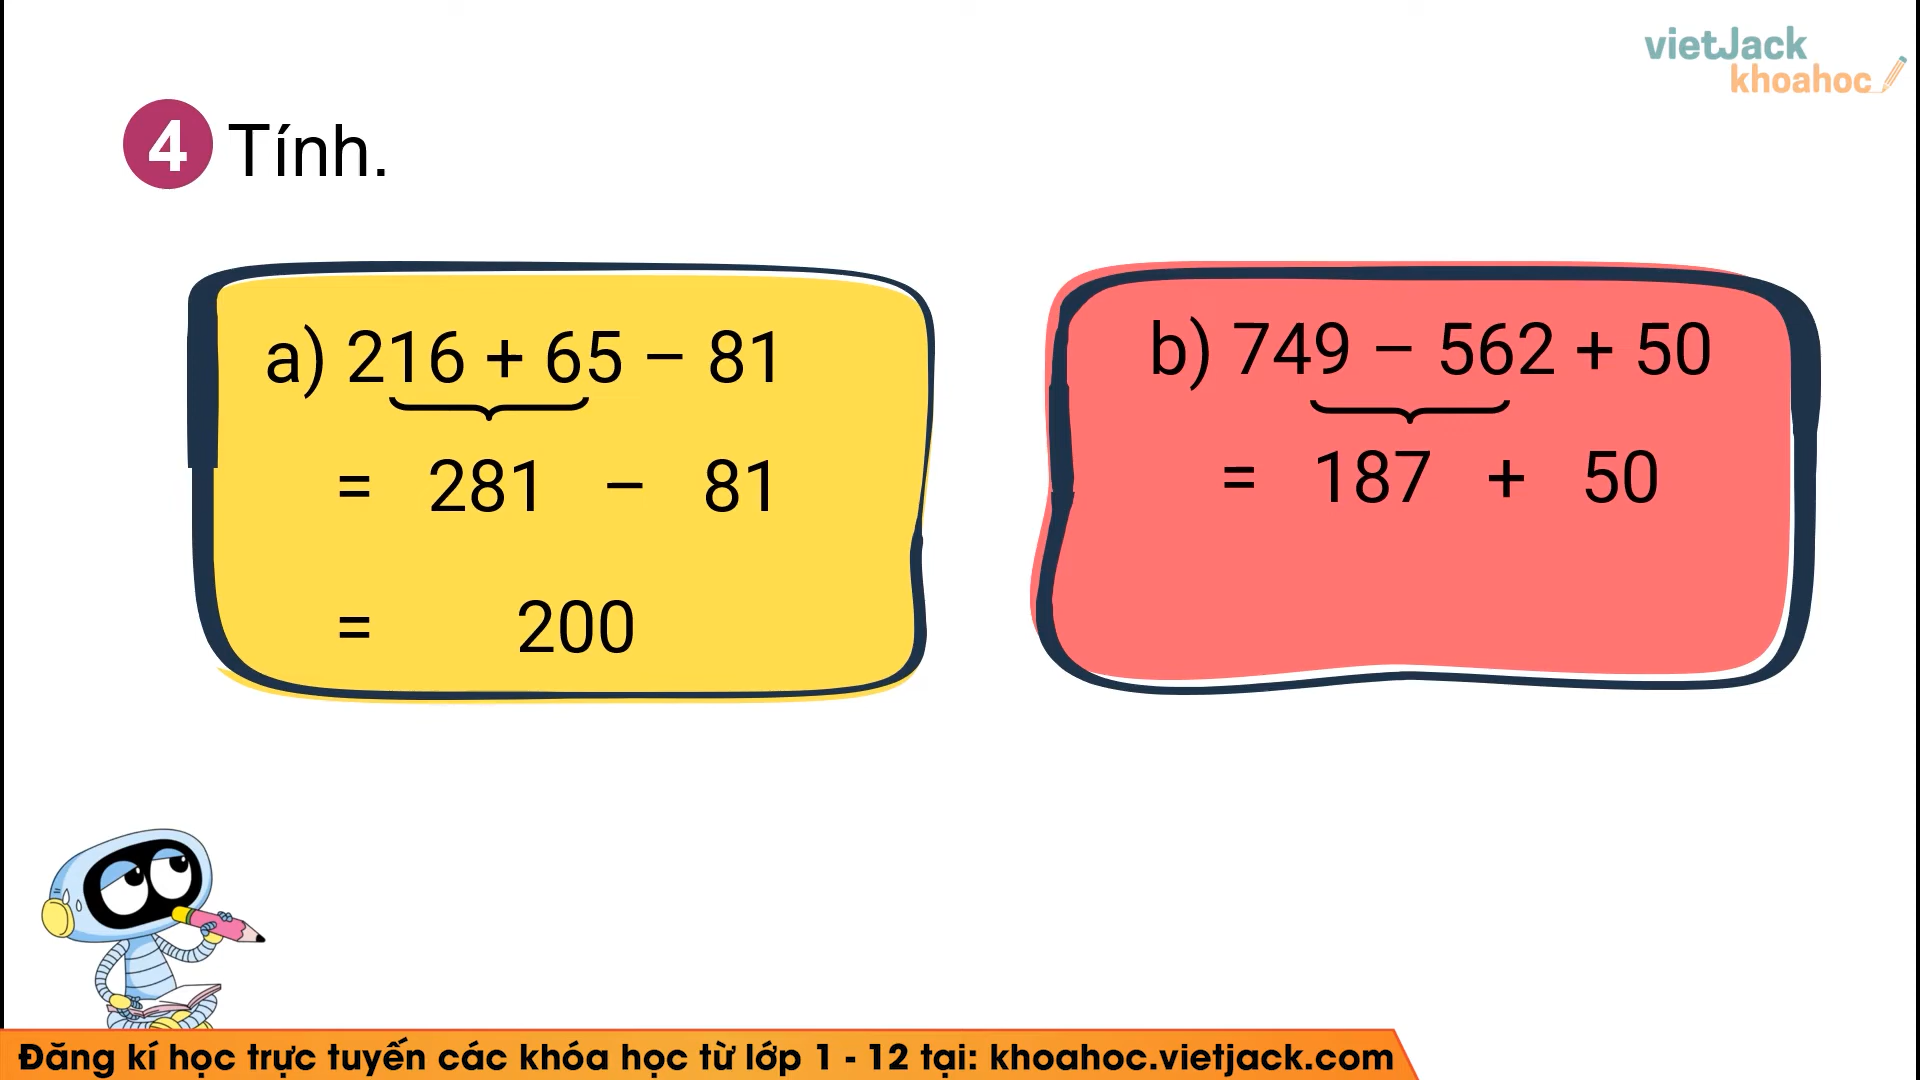 vietJack
khoahoc
4 Tính.
a) 216 + 65 – 81
= 281 – 81
= 200
b) 749 – 562 + 50
= 187 + 50
Đăng kí học trực tuyến các khóa học từ lớp 1 - 12 tại: khoahoc.vietjack.com